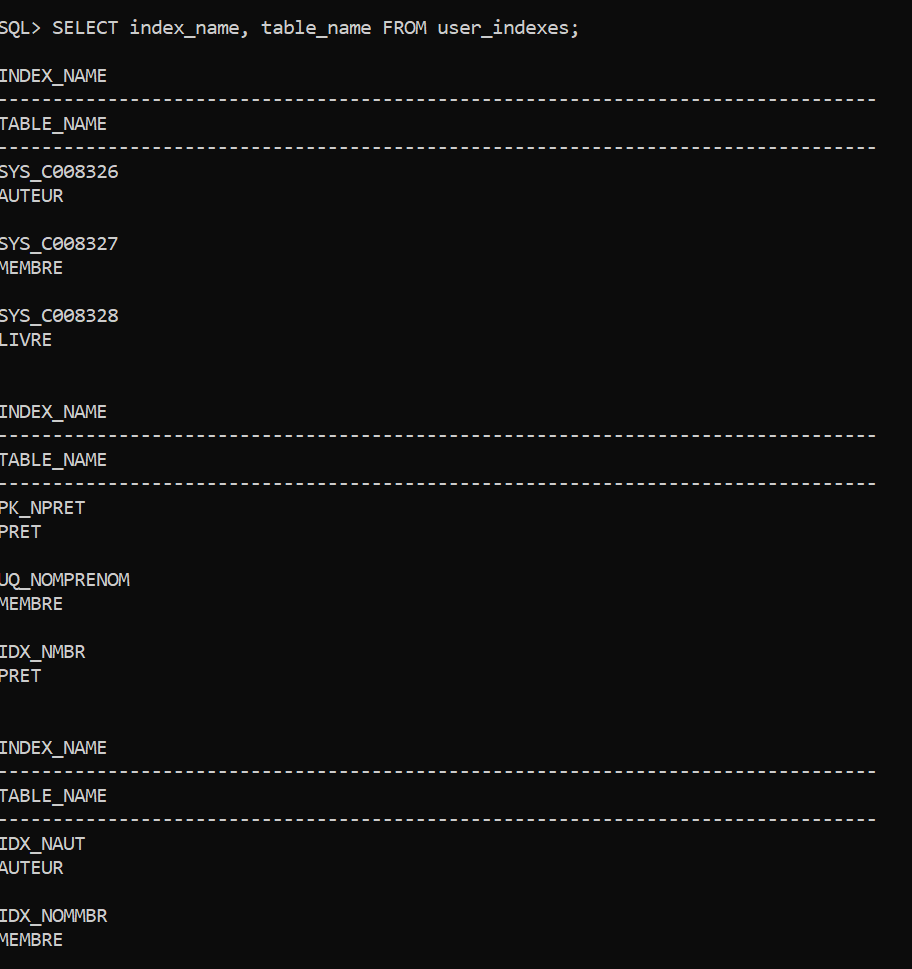 SQL> SELECT index_name, table_name FROM user_indexes;
INDEX_NAME
--------------------------------------------------------------------------------
TABLE_NAME
--------------------------------------------------------------------------------
SYS_C008326
AUTEUR
SYS_C008327
MEMBRE
SYS_C008328
LIVRE
INDEX_NAME
--------------------------------------------------------------------------------
TABLE_NAME
--------------------------------------------------------------------------------
PK_NPRET
PRET
UQ_NOMPRENOM
MEMBRE
IDX_NMBR
PRET
INDEX_NAME
--------------------------------------------------------------------------------
TABLE_NAME
--------------------------------------------------------------------------------
IDX_NAUT
AUTEUR
IDX_NOMMBR
MEMBRE